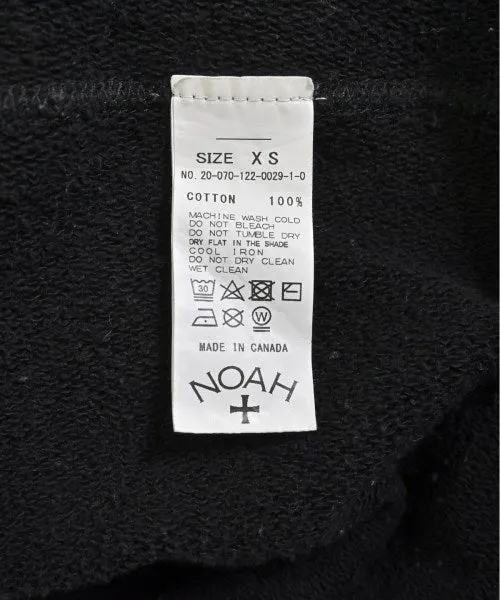 SIZE XS
NO. 20-070-122-0029-1-0
COTTON 100%
MACHINE WASH COLD
DO NOT BLEACH
DO NOT TUMBLE DRY
DRY FLAT IN THE SHADE
COOL IRON
DO NOT DRY CLEAN
WET CLEAN
30
W
MADE IN CANADA
NOAH